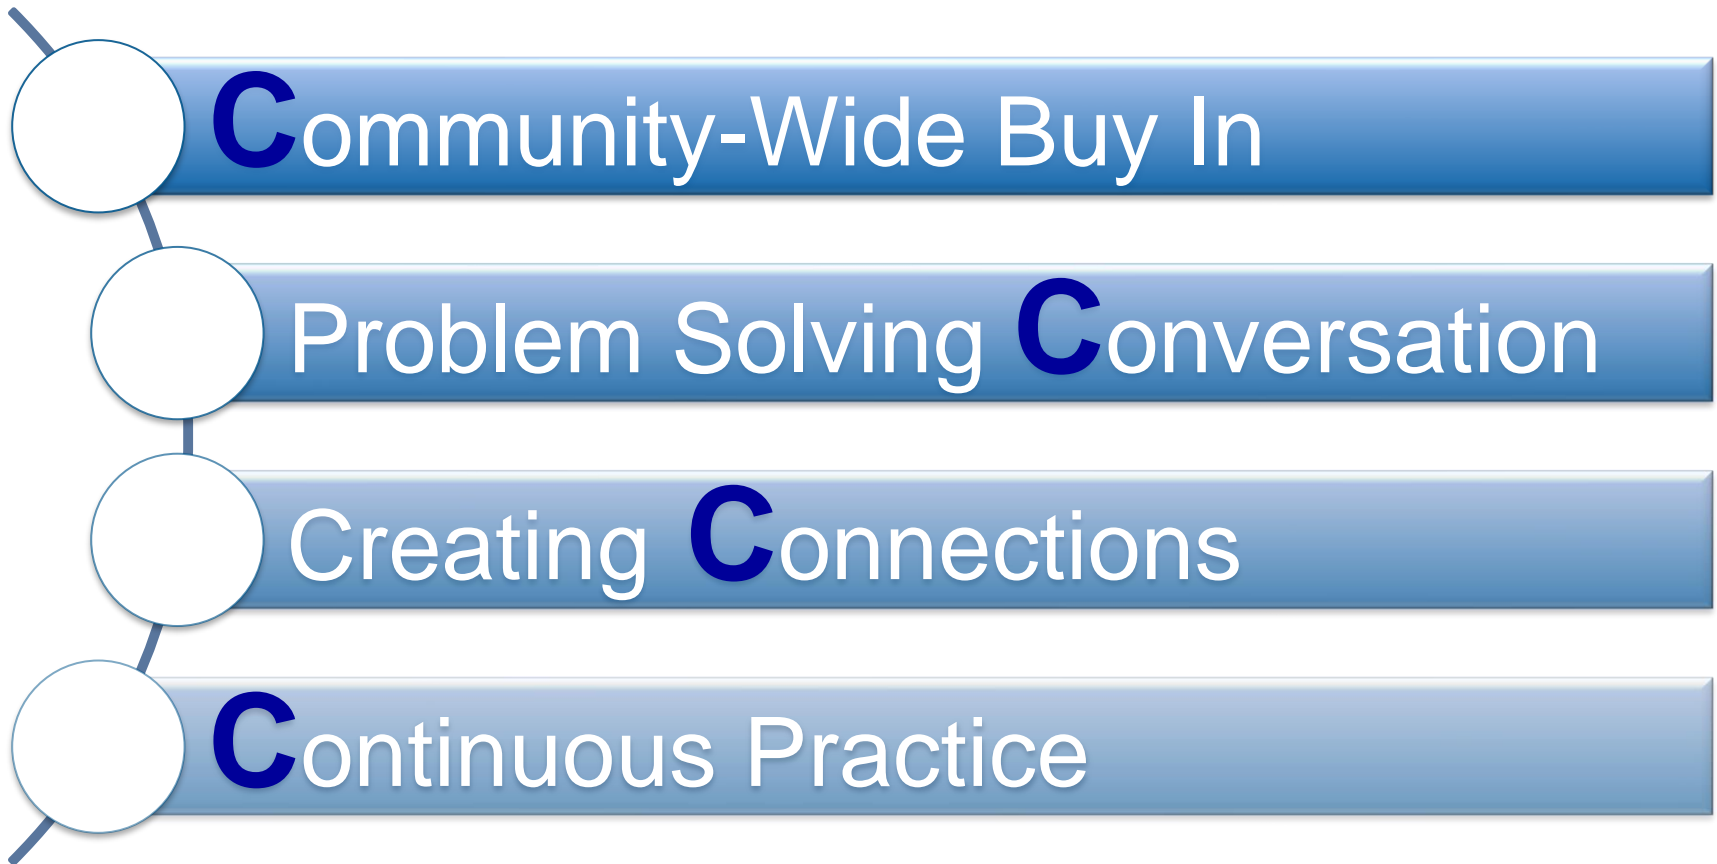 Community-Wide Buy In
Problem Solving Conversation
Creating Connections
Continuous Practice